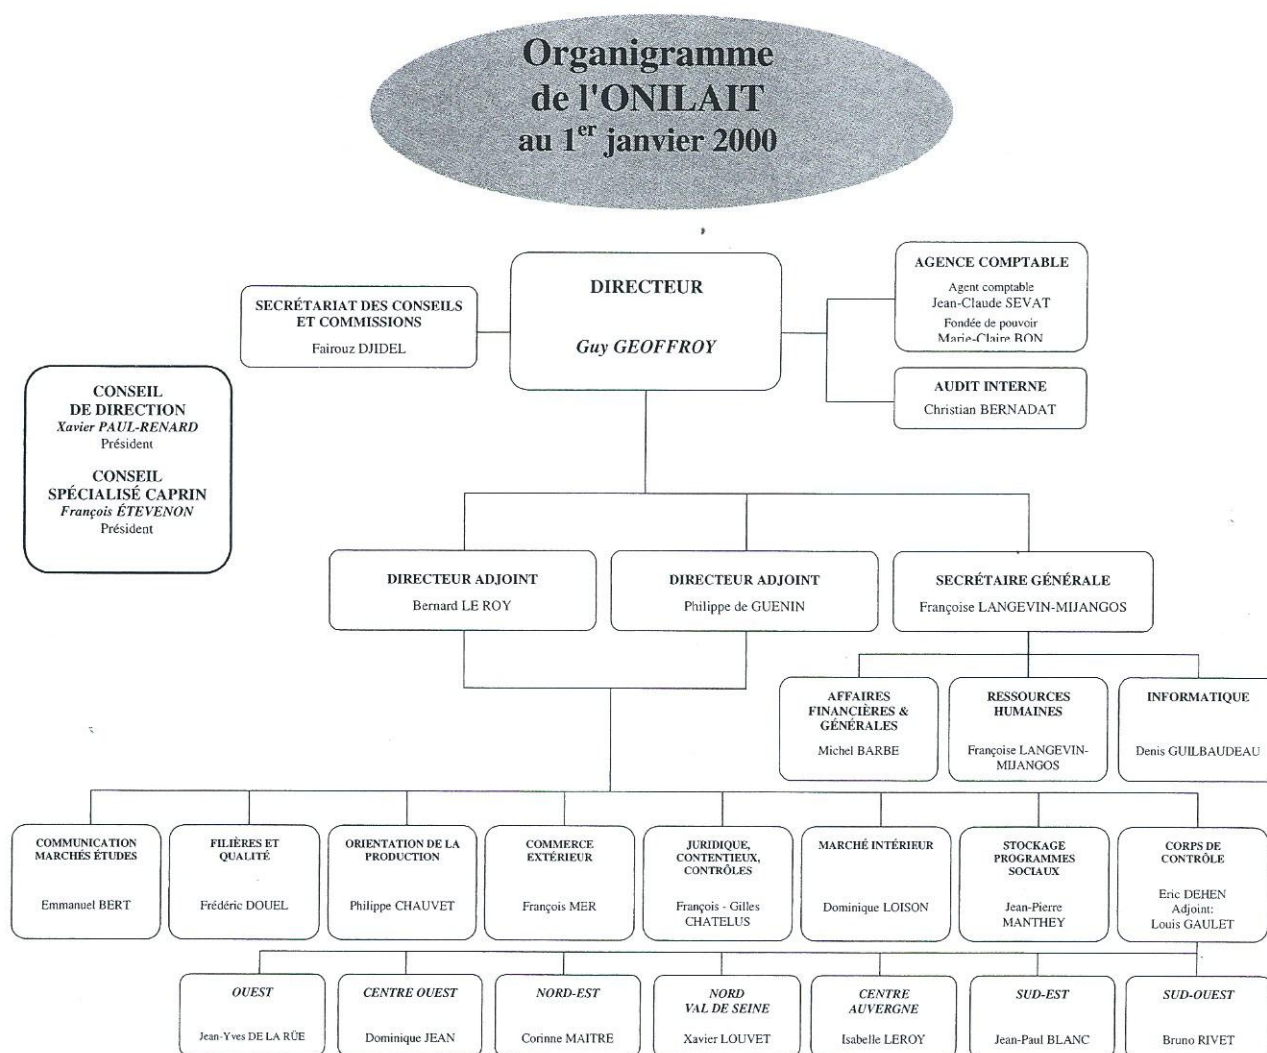 Organigramme
de l'ONILAIT
au 1er janvier 2000
SECRÉTARIAT DES CONSEILS
ET COMMISSIONS
Fairouz DJIDEL
DIRECTEUR
Guy GEOFFROY
AGENCE COMPTABLE
Agent comptable
Jean-Claude SEVAT
Fondée de pouvoir
Marie-Claire BON
AUDIT INTERNE
Christian BERNADAT
CONSEIL
DE DIRECTION
Xavier PAUL-RENARD
Président
CONSEIL
SPÉCIALISÉ CAPRIN
François ÉTEVENON
Président
DIRECTEUR ADJOINT
Bernard LE ROY
DIRECTEUR ADJOINT
Philippe de GUENIN
SECRÉTAIRE GÉNÉRALE
Françoise LANGEVIN-MIJANGOS
AFFAIRES
FINANCIÈRES &
GÉNÉRALES
Michel BARBE
RESSOURCES
HUMAINES
Françoise LANGEVIN-
MIJANGOS
INFORMATIQUE
Denis GUILBAUDEAU
COMMUNICATION
MARCHÉS ÉTUDES
Emmanuel BERT
FILIÈRES ET
QUALITÉ
Frédéric DOUEL
ORIENTATION DE LA
PRODUCTION
Philippe CHAUVET
COMMERCE
EXTÉRIEUR
François MER
JURIDIQUE,
CONTENTIEUX,
CONTRÔLES
François - Gilles
CHATELUS
MARCHÉ INTÉRIEUR
Dominique LOISON
STOCKAGE
PROGRAMMES
SOCIAUX
Jean-Pierre
MANTHEY
CORPS DE
CONTRÔLE
Eric DEHEN
Adjoint:
Louis GAULET
OUEST
Jean-Yves DE LA RÜE
CENTRE OUEST
Dominique JEAN
NORD-EST
Corinne MAITRE
NORD
VAL DE SEINE
Xavier LOUVET
CENTRE
AUVERGNE
Isabelle LEROY
SUD-EST
Jean-Paul BLANC
SUD-OUEST
Bruno RIVET